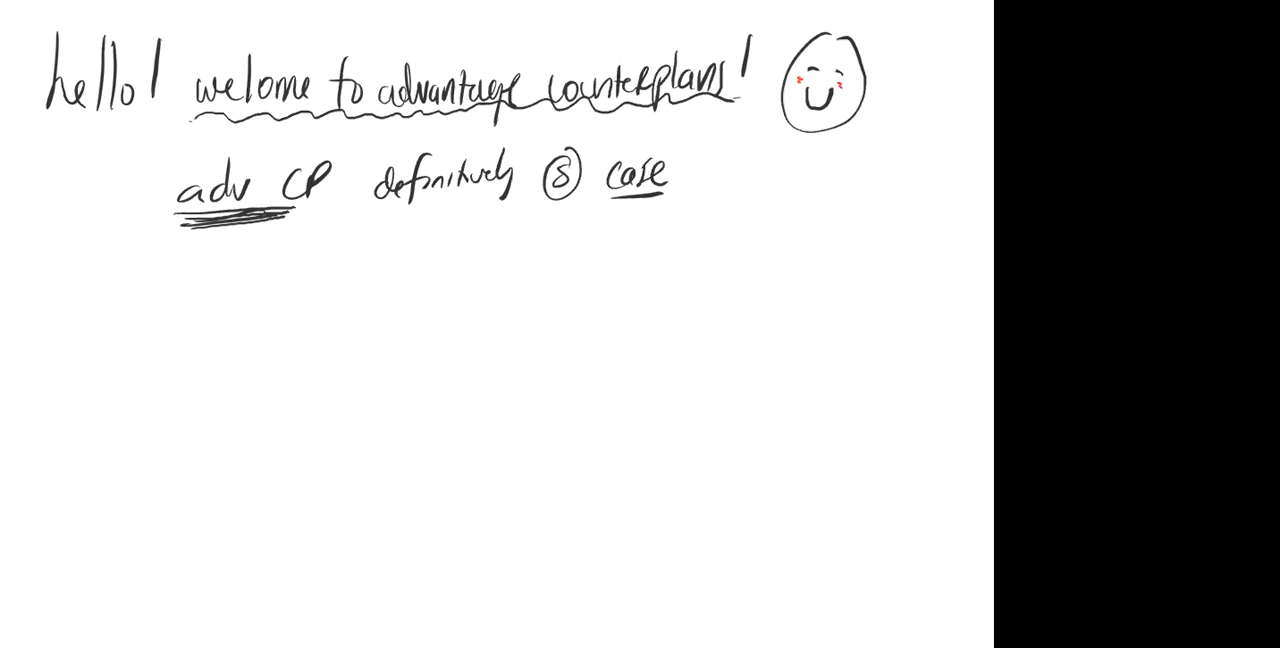 hello! welome to advantage counterplans!
adv CP definitively Ⓢ case